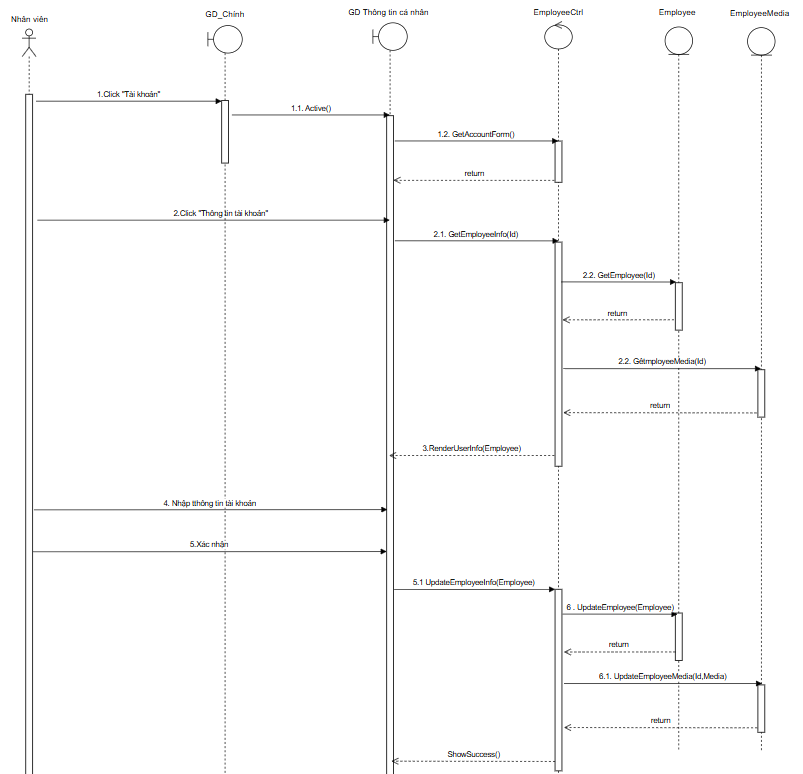 Nhân viên
GD_Chính
GD Thông tin cá nhân
EmployeeCtrl
Employee
EmployeeMedia
1.Click "Tài khoản"
1.1. Active()
1.2. GetAccountForm()
return
2.Click "Thông tin tài khoản"
2.1. GetEmployeeInfo(Id)
2.2. GetEmployee(Id)
return
2.2. GêtmployeeMedia(Id)
return
3.RenderUserInfo(Employee)
4. Nhập tthông tin tài khoản
5.Xác nhận
5.1 UpdateEmployeeInfo(Employee)
6 . UpdateEmployee(Employee)
return
6.1. UpdateEmployeeMedia(Id,Media)
return
ShowSuccess()